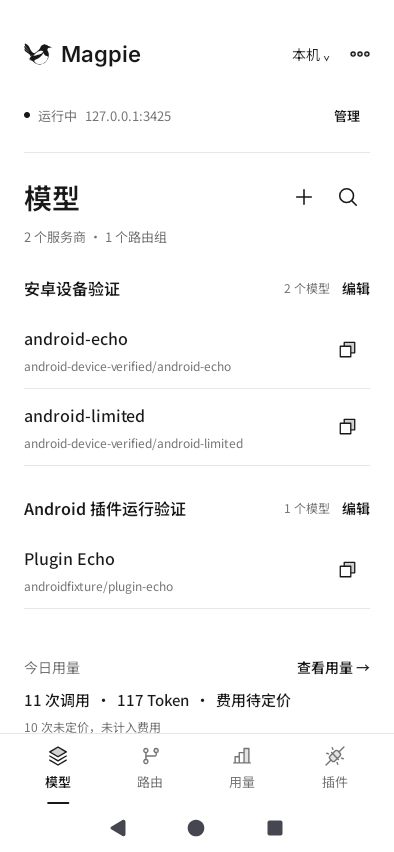 Magpie
本机
运行中 127.0.0.1:3425
管理
模型
2 个服务商 · 1 个路由组
安卓设备验证
2 个模型 编辑
android-echo
android-device-verified/android-echo
android-limited
android-device-verified/android-limited
Android 插件运行验证
1 个模型 编辑
Plugin Echo
androidfixture/plugin-echo
今日用量
查看用量 →
11 次调用 · 117 Token · 费用待定价
10 次未定价，未计入费用
模型
路由
用量
插件